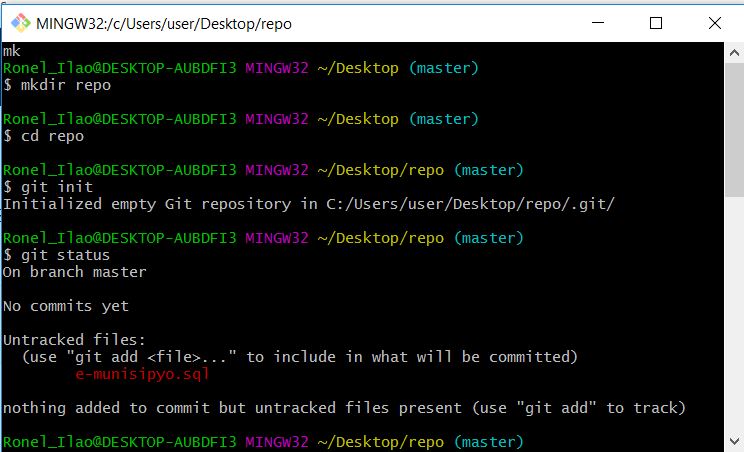 MINGW32:/c/Users/user/Desktop/repo
mk
Ronel_Ilao@DESKTOP-AUBDFI3 MINGW32 ~/Desktop (master)
$ mkdir repo
Ronel_Ilao@DESKTOP-AUBDFI3 MINGW32 ~/Desktop (master)
$ cd repo
Ronel_Ilao@DESKTOP-AUBDFI3 MINGW32 ~/Desktop/repo (master)
$ git init
Initialized empty Git repository in C:/Users/user/Desktop/repo/.git/
Ronel_Ilao@DESKTOP-AUBDFI3 MINGW32 ~/Desktop/repo (master)
$ git status
On branch master
No commits yet
Untracked files:
(use "git add <file>..." to include in what will be committed)
e-munisipyo.sql
nothing added to commit but untracked files present (use "git add" to track)
Ronel_Ilao@DESKTOP-AUBDFI3 MINGW32 ~/Desktop/repo (master)